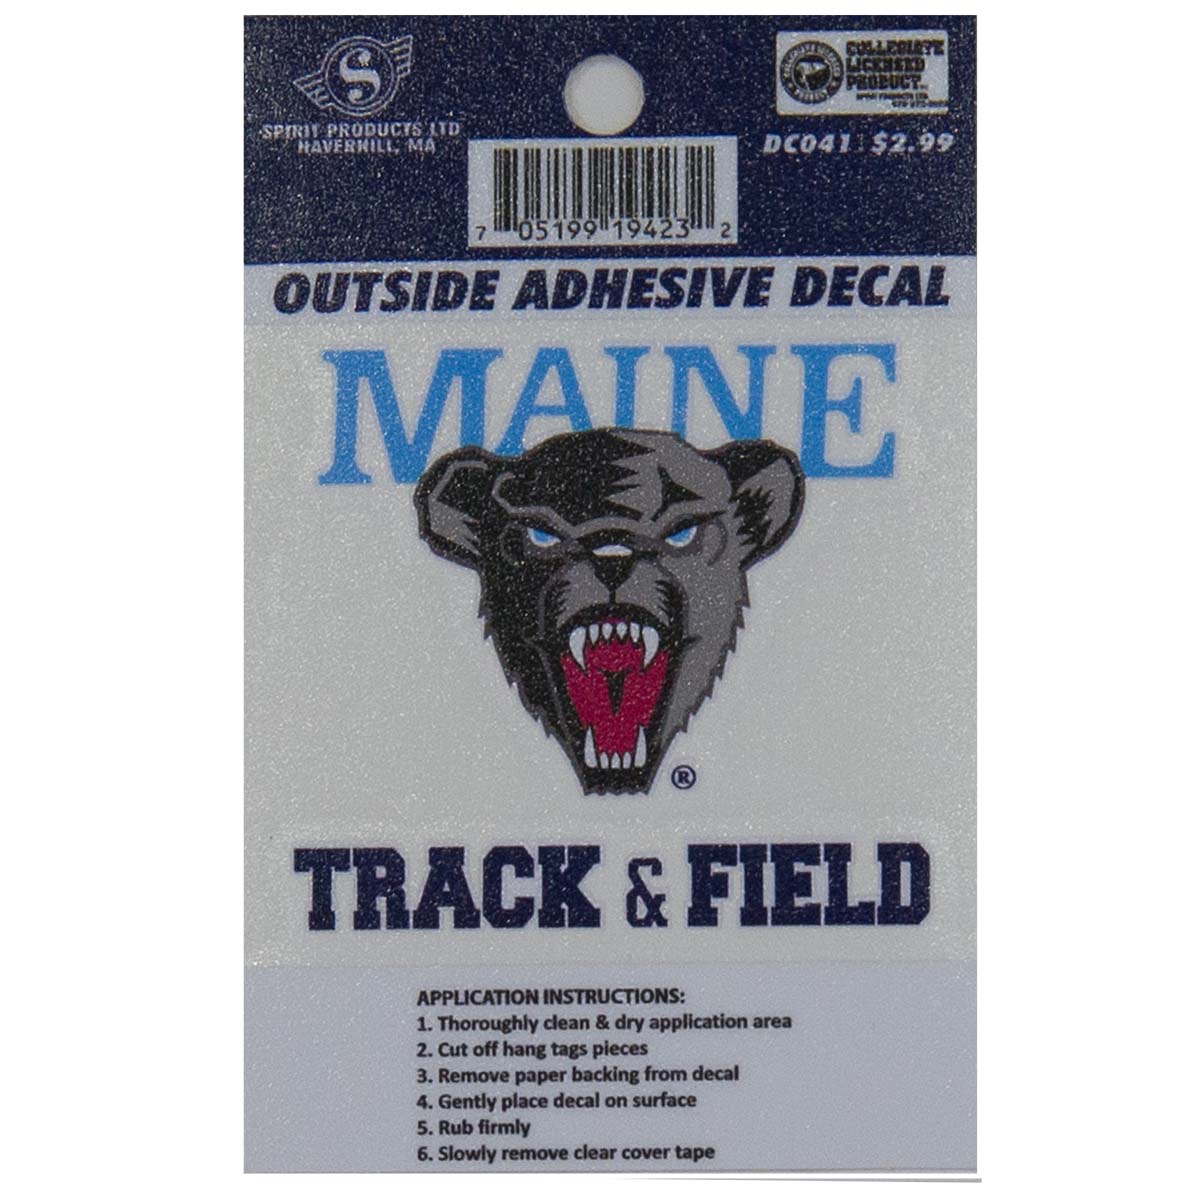 S
SPIRIT PRODUCTS LTD
HAVERHILL, MA
COLLEGIATE
LICENSED
PRODUCT
DC041 $2.99
7 05199 19423 2
OUTSIDE ADHESIVE DECAL
MAINE
®
TRACK & FIELD
APPLICATION INSTRUCTIONS:
1. Thoroughly clean & dry application area
2. Cut off hang tags pieces
3. Remove paper backing from decal
4. Gently place decal on surface
5. Rub firmly
6. Slowly remove clear cover tape